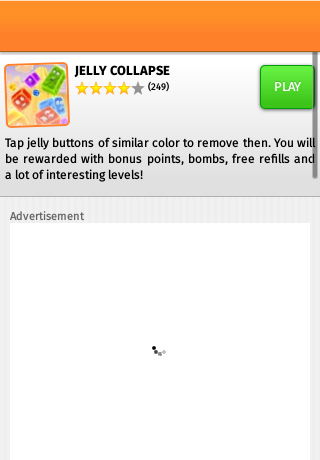 JELLY COLLAPSE
(249)
PLAY
Tap jelly buttons of similar color to remove then. You will
be rewarded with bonus points, bombs, free refills and
a lot of interesting levels!
Advertisement